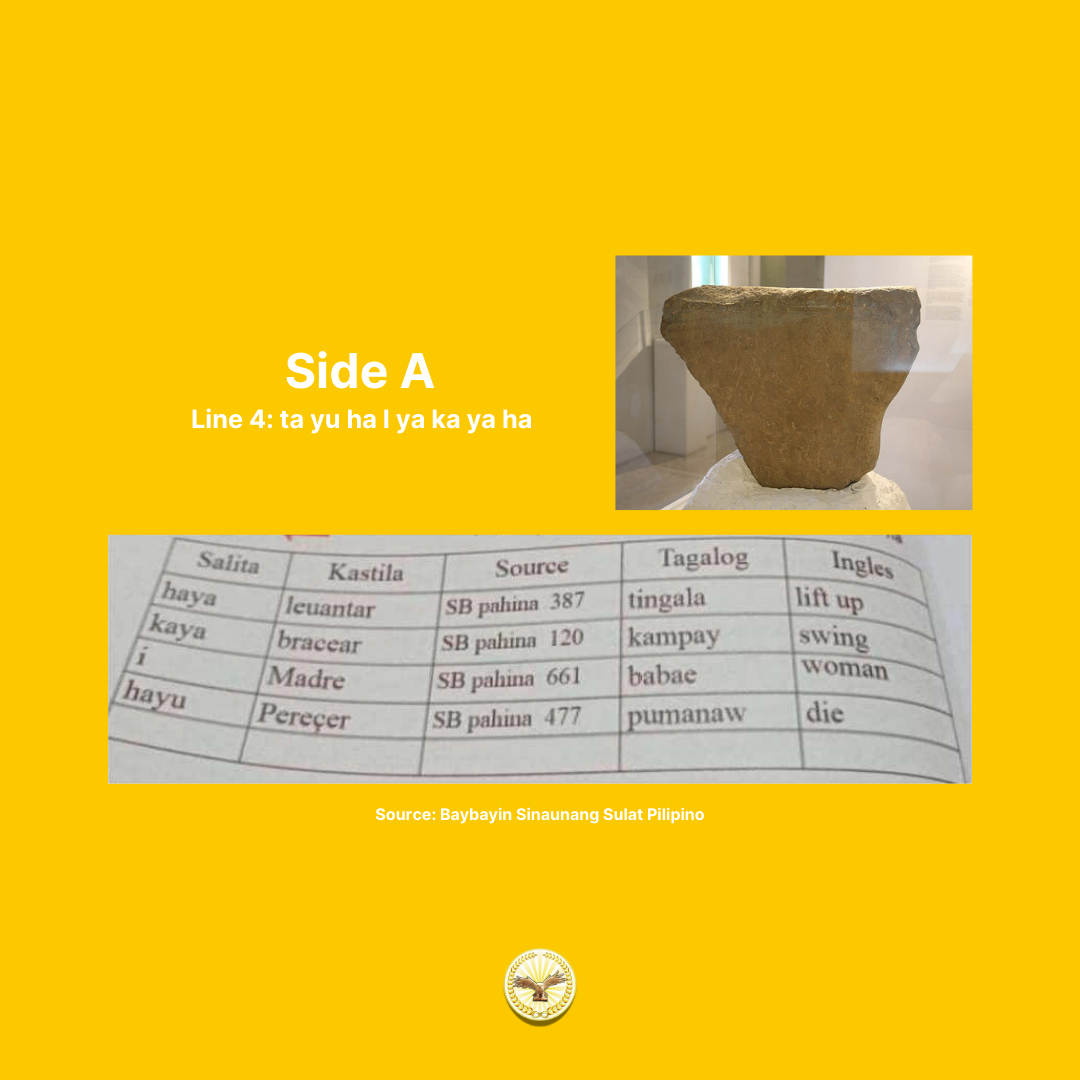 Side A
Line 4: ta yu ha I ya ka ya ha
Salita Kastila Source Tagalog Ingles
haya leuantar SB pahina 387 tingala lift up
kaya bracear SB pahina 120 kampay swing
i Madre SB pahina 661 babae woman
hayu Pereçer SB pahina 477 pumanaw die
Source: Baybayin Sinaunang Sulat Pilipino